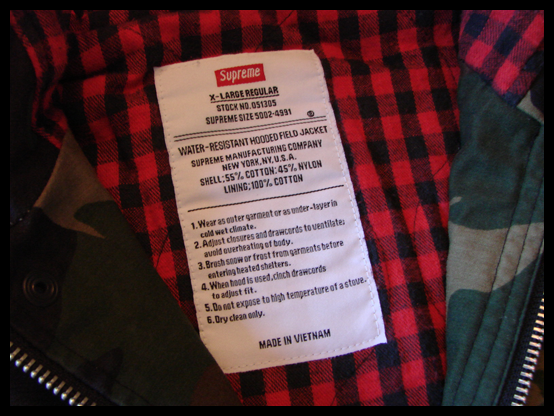 Supreme
X-LARGE REGULAR
STOCK NO.051305
SUPREME SIZE 5002-4991 ®
WATER-RESISTANT HOODED FIELD JACKET
SUPREME MANUFACTURING COMPANY
NEW YORK,NY,U.S.A.
SHELL:55% COTTON:45% NYLON
LINING:100% COTTON
1.Wear as outer garment or as under-layer in
cold wet climate.
2.Adjust closures and drawcords to ventilate;
avoid overheating of body.
3.Brush snow or frost from garments before
entering heated shelters.
4.When hood is used,cinch drawcords
to adjust fit.
5.Do not expose to high temperature of a stove.
6.Dry clean only.
MADE IN VIETNAM